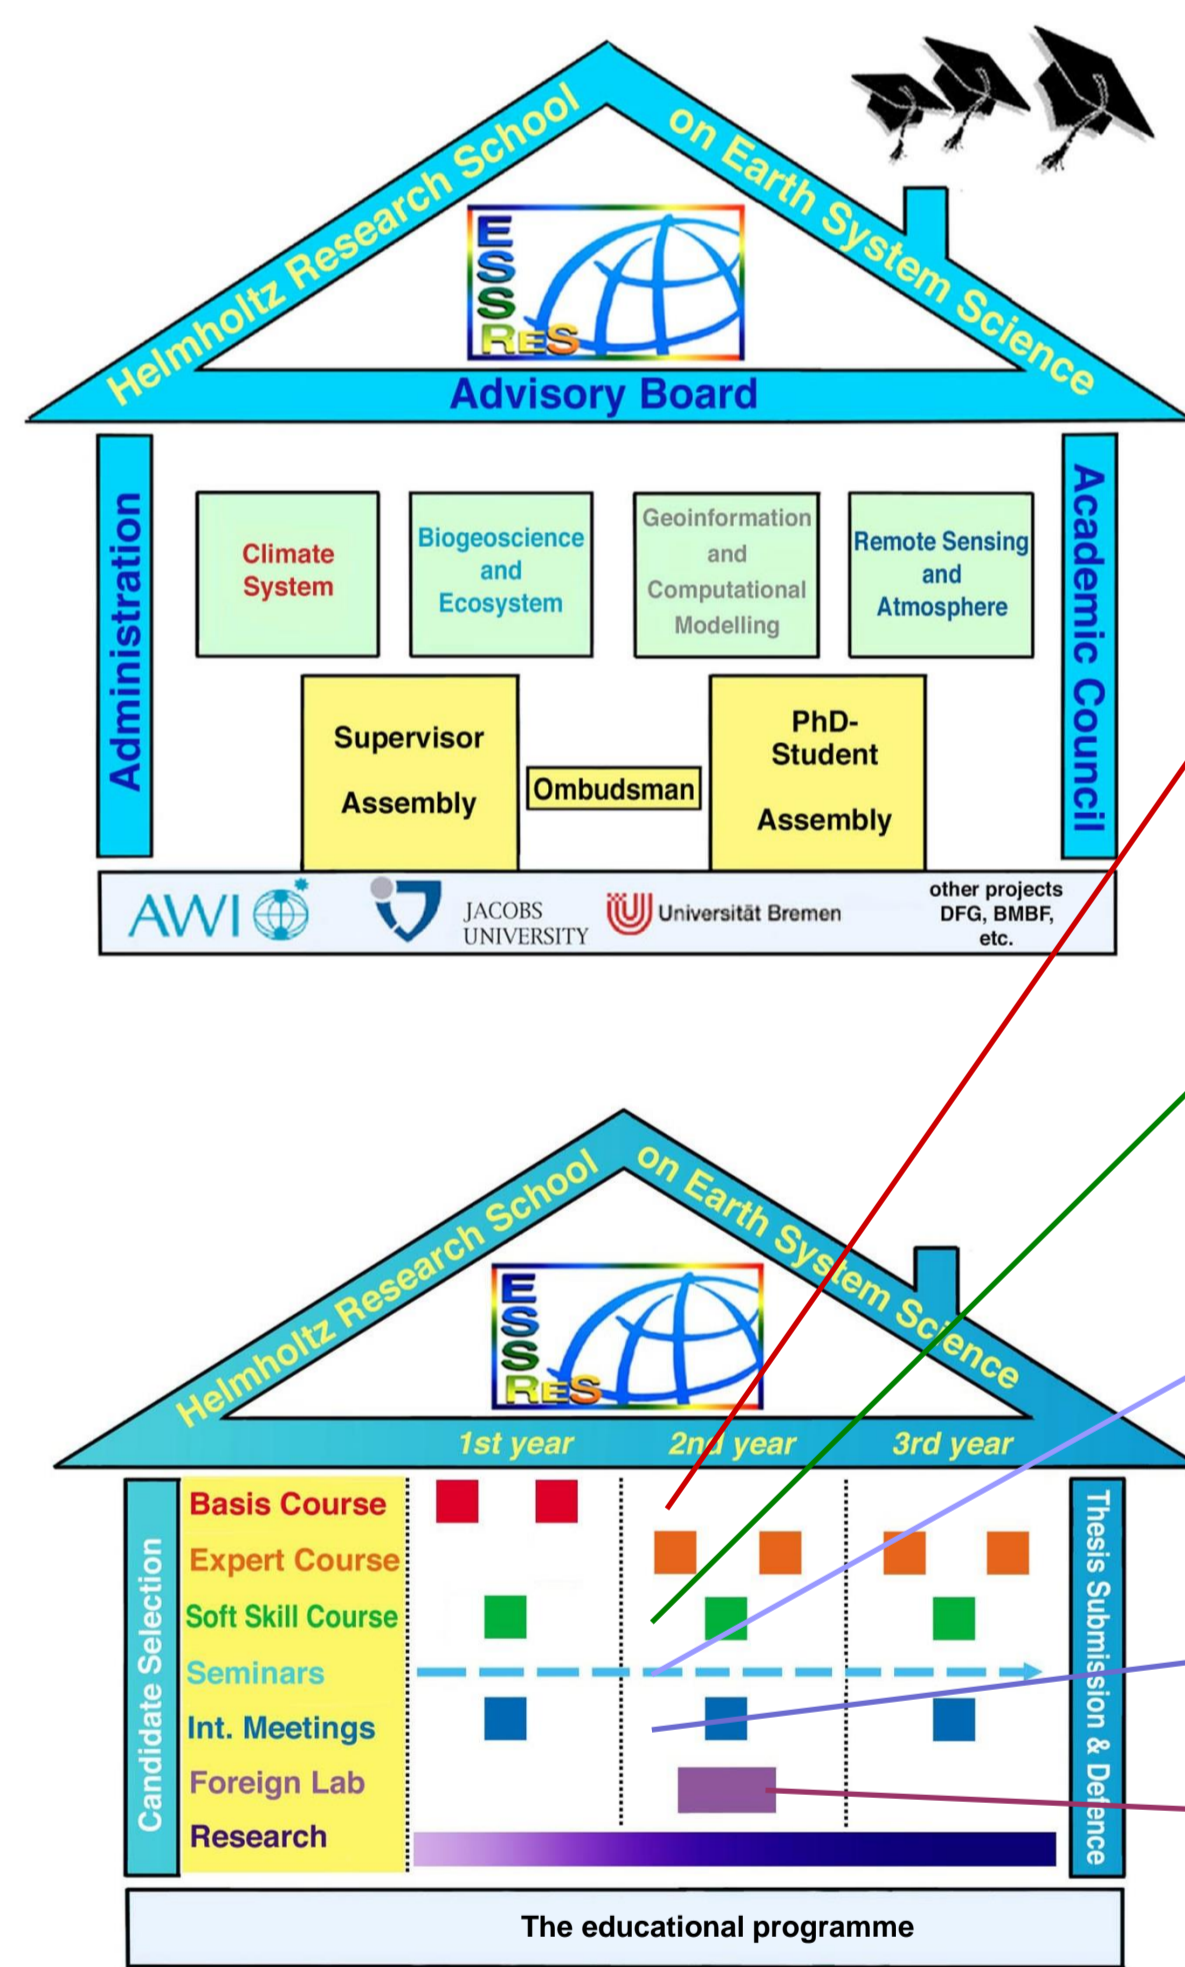 Helmholtz Research School
on Earth System Science
E
S
S
ReS
Advisory Board
Administration
Academic Council
Climate
System
Biogeoscience
and
Ecosystem
Geoinformation
and
Computational
Modelling
Remote Sensing
and
Atmosphere
Supervisor
Assembly
Ombudsman
PhD-
Student
Assembly
AWI
JACOBS
UNIVERSITY
Universität Bremen
other projects
DFG, BMBF,
etc.
Helmholtz Research School
on Earth System Science
E
S
S
ReS
1st year
2nd year
3rd year
Candidate Selection
Basis Course
Expert Course
Soft Skill Course
Seminars
Int. Meetings
Foreign Lab
Research
Thesis Submission & Defence
The educational programme